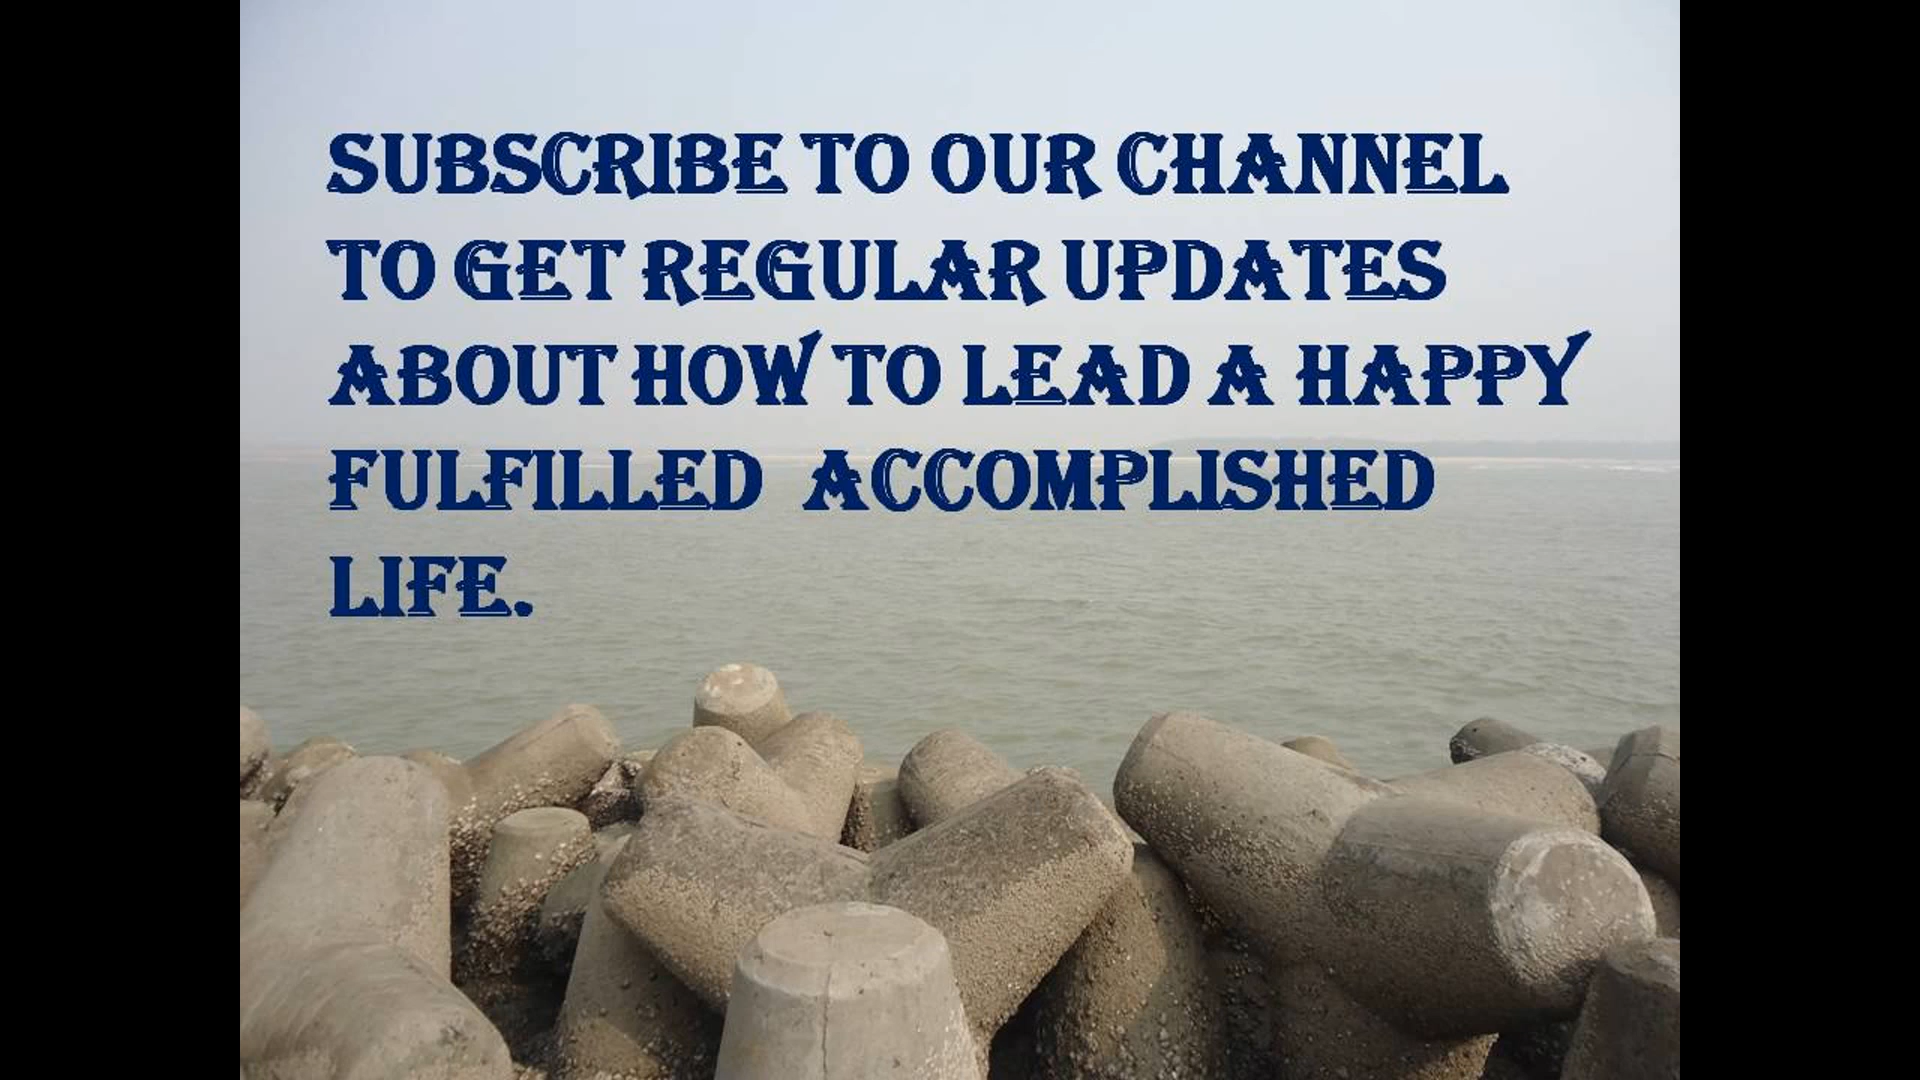 SUBSCRIBE TO OUR CHANNEL
TO GET REGULAR UPDATES
ABOUT HOW TO LEAD A HAPPY
FULFILLED ACCOMPLISHED
LIFE.